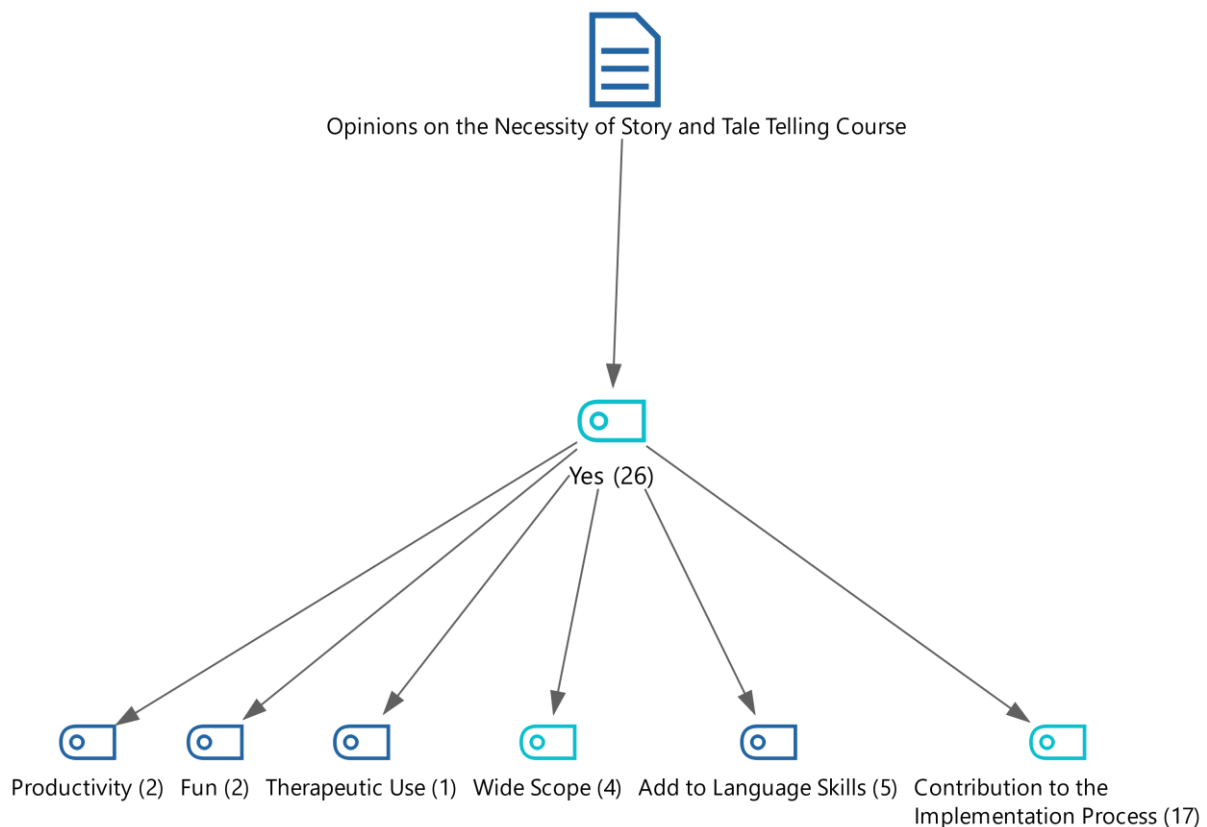 Opinions on the Necessity of Story and Tale Telling Course
Yes (26)
Productivity (2)
Fun (2)
Therapeutic Use (1)
Wide Scope (4)
Add to Language Skills (5)
Contribution to the
Implementation Process (17)